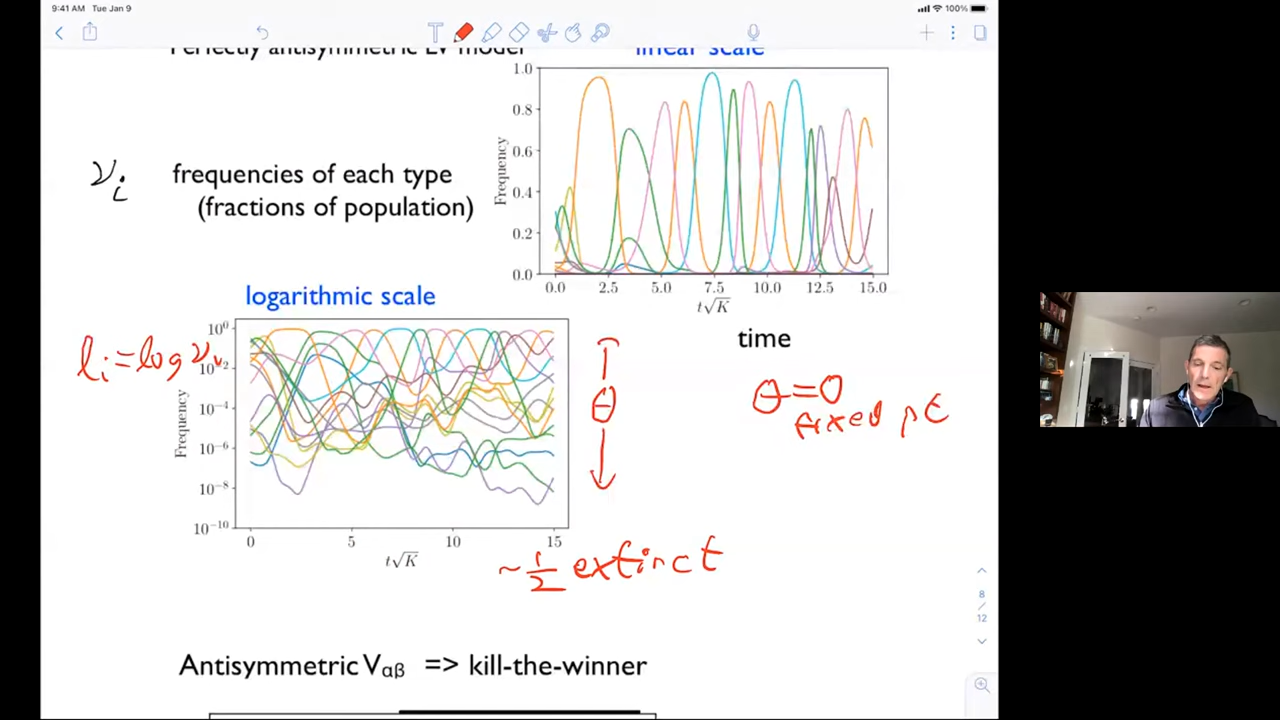 9:41 AM Tue Jan 9
100%
Perfectly antisymmetric LV model
linear scale
1.0
0.8
0.6
0.4
0.2
0.0
Frequency
0.0 2.5 5.0 7.5 10.0 12.5 15.0
t√K
time
νi
frequencies of each type
(fractions of population)
logarithmic scale
li = log νi
10⁰
10⁻²
10⁻⁴
10⁻⁶
10⁻⁸
10⁻¹⁰
Frequency
0 5 10 15
t√K
Θ
Θ=0
fixed pt
~ 1/2 extinct
Antisymmetric Vαβ => kill-the-winner
8
/
12